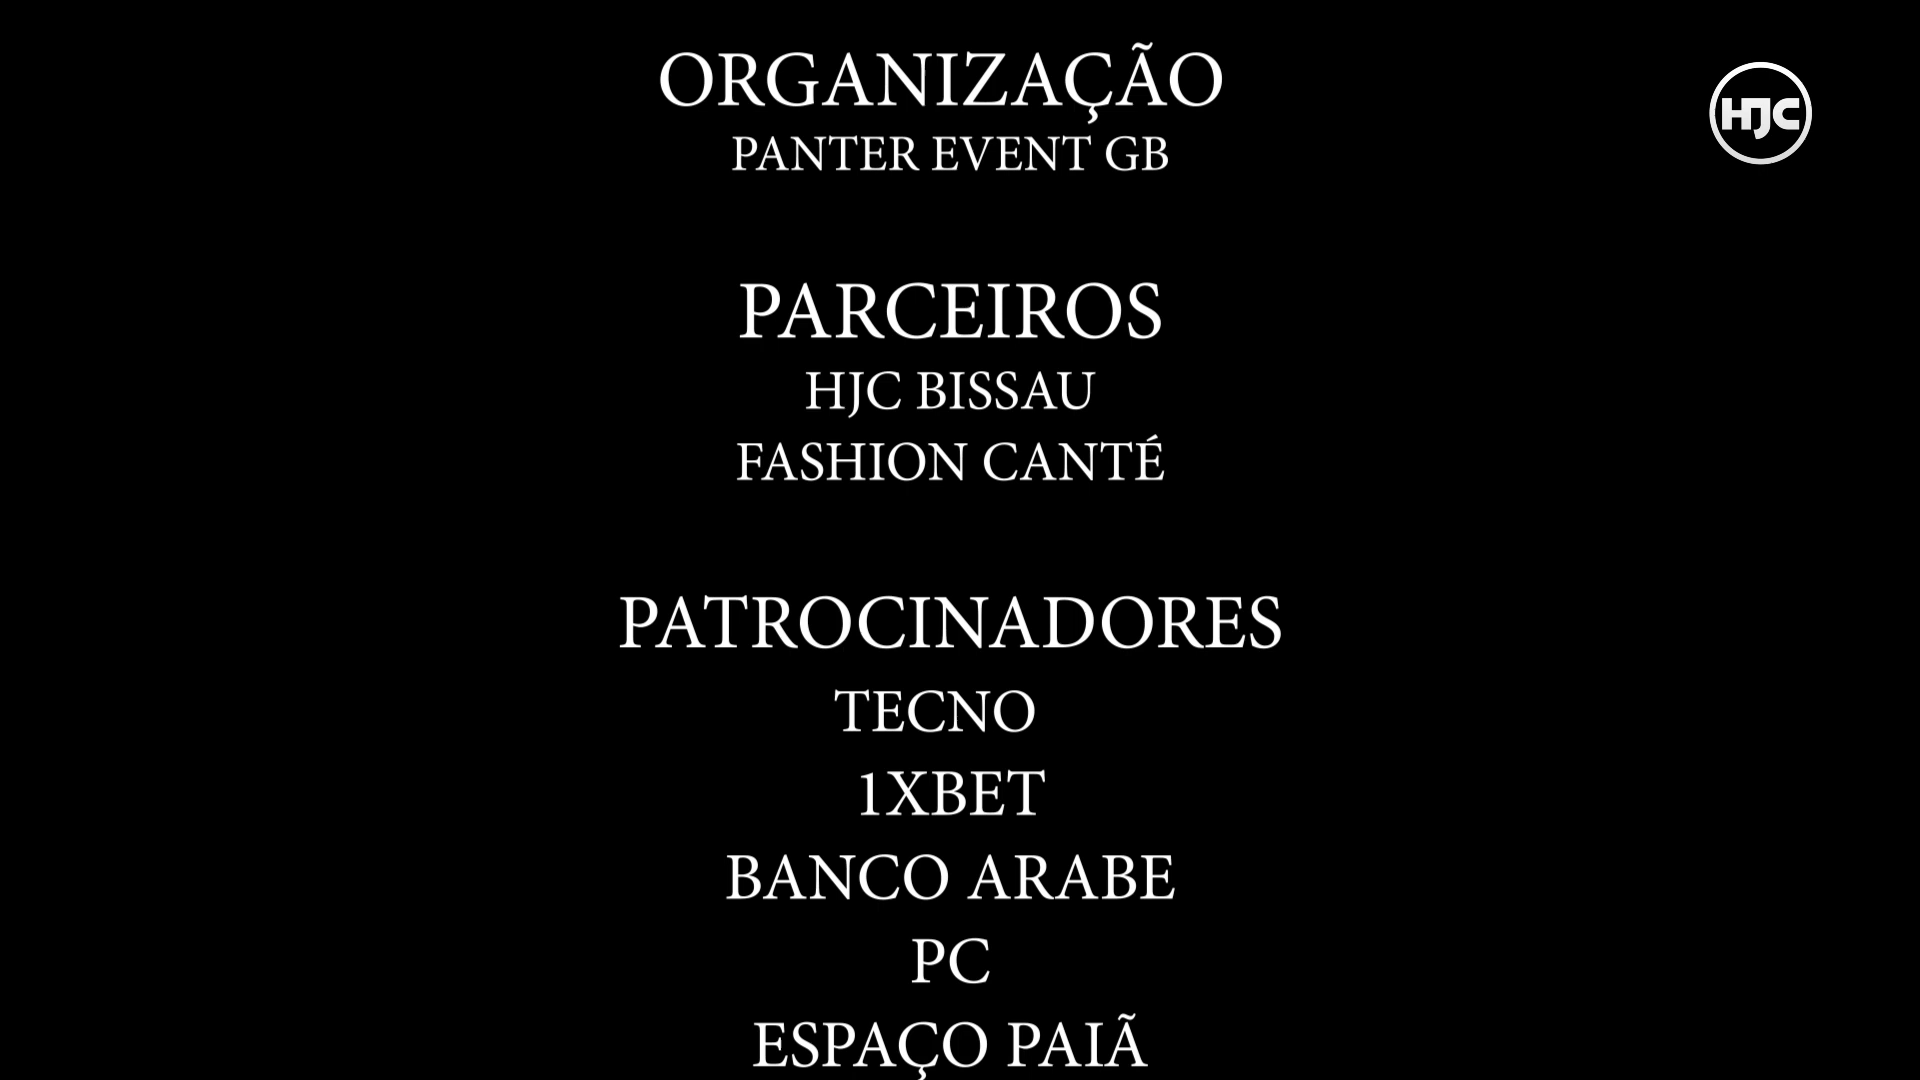 ORGANIZAÇÃO
HJC
PANTER EVENT GB
PARCEIROS
HJC BISSAU
FASHION CANTÉ
PATROCINADORES
TECNO
1XBET
BANCO ARABE
PC
ESPAÇO PAIÃ